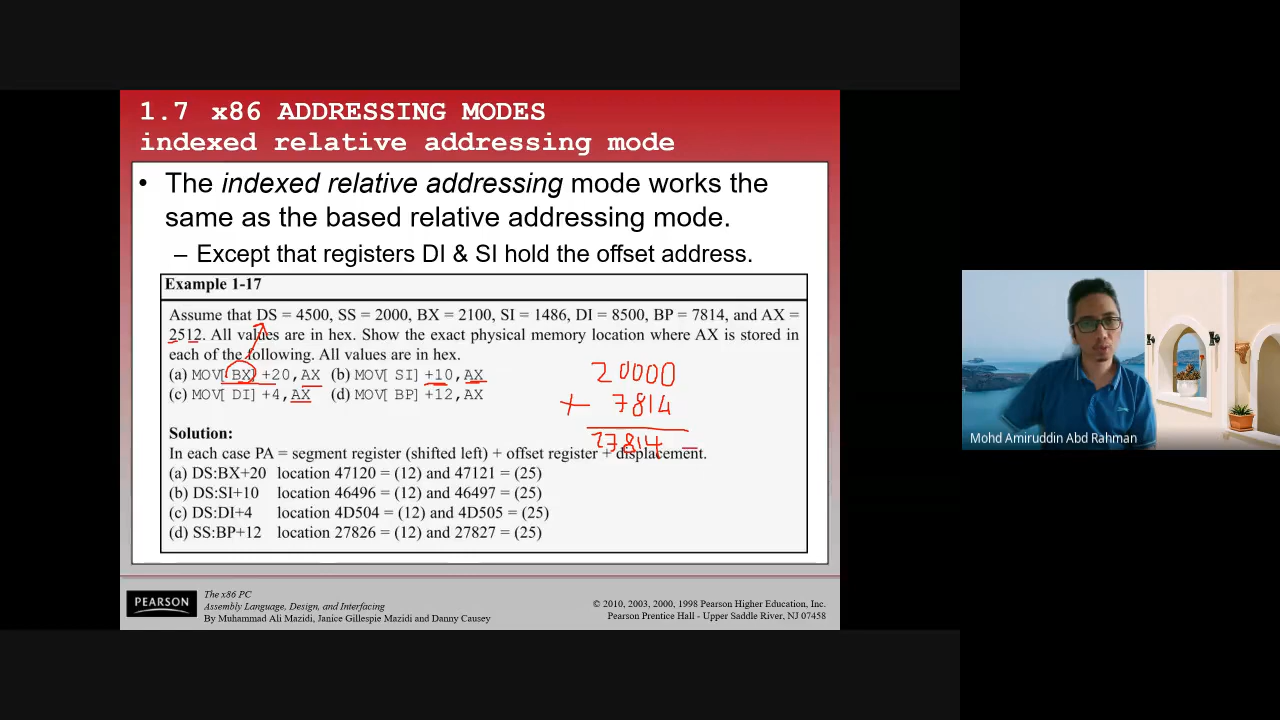 1.7 x86 ADDRESSING MODES
indexed relative addressing mode
• The indexed relative addressing mode works the
same as the based relative addressing mode.
– Except that registers DI & SI hold the offset address.
Example 1-17
Assume that DS = 4500, SS = 2000, BX = 2100, SI = 1486, DI = 8500, BP = 7814, and AX =
2512. All values are in hex. Show the exact physical memory location where AX is stored in
each of the following. All values are in hex.
(a) MOV[ BX] +20, AX (b) MOV[ SI] +10, AX
(c) MOV[ DI] +4, AX (d) MOV[ BP] +12, AX
20000
+ 7814
27814
Solution:
In each case PA = segment register (shifted left) + offset register + displacement.
(a) DS:BX+20 location 47120 = (12) and 47121 = (25)
(b) DS:SI+10 location 46496 = (12) and 46497 = (25)
(c) DS:DI+4 location 4D504 = (12) and 4D505 = (25)
(d) SS:BP+12 location 27826 = (12) and 27827 = (25)
PEARSON
The x86 PC
Assembly Language, Design, and Interfacing
By Muhammad Ali Mazidi, Janice Gillespie Mazidi and Danny Causey
© 2010, 2003, 2000, 1998 Pearson Higher Education, Inc.
Pearson Prentice Hall - Upper Saddle River, NJ 07458
Mohd Amiruddin Abd Rahman